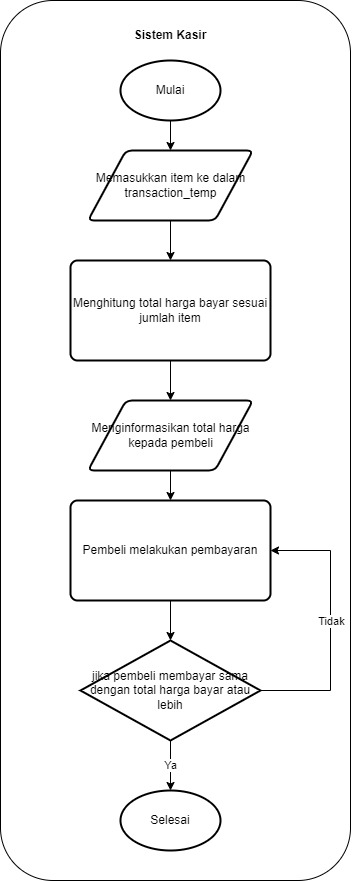 Sistem Kasir
Mulai
Memasukkan item ke dalam
transaction_temp
Menghitung total harga bayar sesuai
jumlah item
Menginformasikan total harga
kepada pembeli
Pembeli melakukan pembayaran
Tidak
jika pembeli membayar sama
dengan total harga bayar atau
lebih
Ya
Selesai